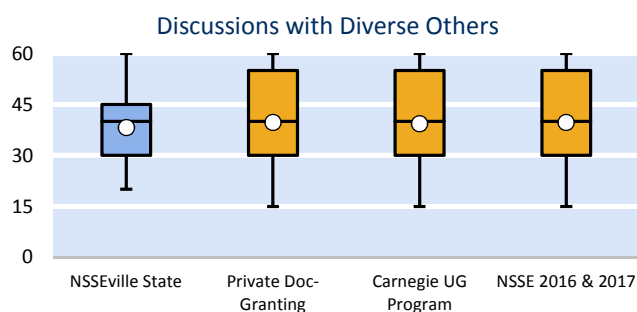 Discussions with Diverse Others
60
45
30
15
0
NSSEville State
Private Doc-
Granting
Carnegie UG
Program
NSSE 2016 & 2017